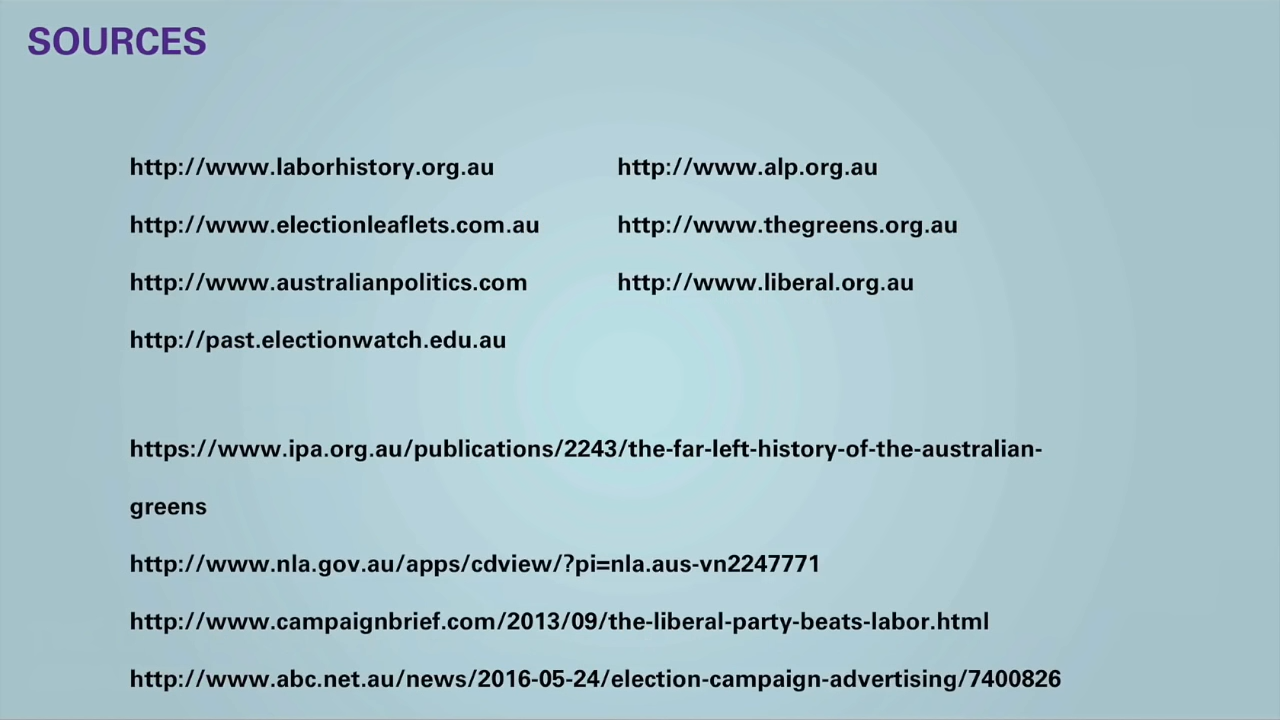 SOURCES
http://www.laborhistory.org.au
http://www.electionleaflets.com.au
http://www.australianpolitics.com
http://past.electionwatch.edu.au
http://www.alp.org.au
http://www.thegreens.org.au
http://www.liberal.org.au
https://www.ipa.org.au/publications/2243/the-far-left-history-of-the-australian-
greens
http://www.nla.gov.au/apps/cdview/?pi=nla.aus-vn2247771
http://www.campaignbrief.com/2013/09/the-liberal-party-beats-labor.html
http://www.abc.net.au/news/2016-05-24/election-campaign-advertising/7400826